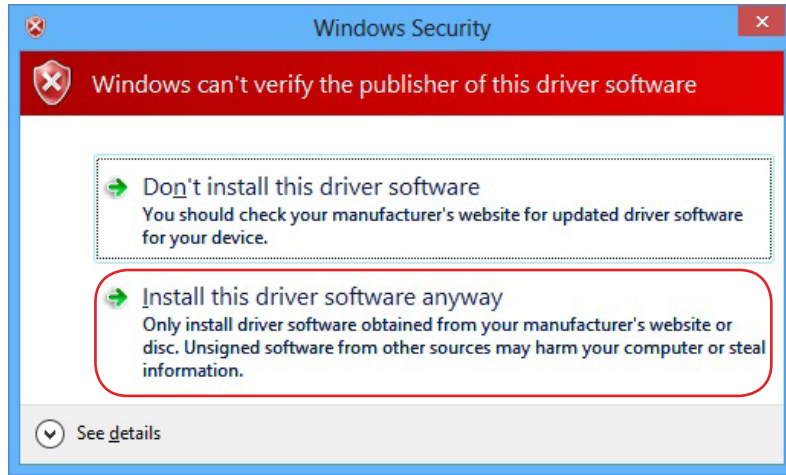 Windows Security
Windows can't verify the publisher of this driver software
Don't install this driver software
You should check your manufacturer's website for updated driver software
for your device.
Install this driver software anyway
Only install driver software obtained from your manufacturer's website or
disc. Unsigned software from other sources may harm your computer or steal
information.
See details